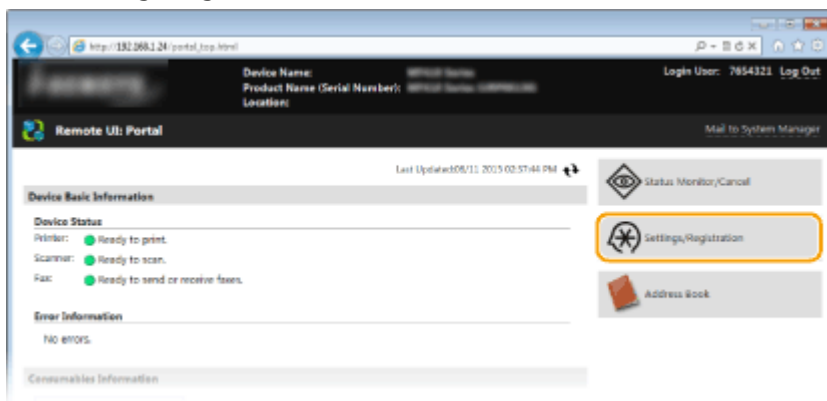 http://192.168.1.24/portal_top.html
Device Name:
Product Name (Serial Number):
Location:
Login User: 7654321 Log Out
Remote UI: Portal
Mail to System Manager
Last Updated:08/11 2015 02:57:44 PM
Device Basic Information
Device Status
Printer: Ready to print.
Scanner: Ready to scan.
Fax: Ready to send or receive faxes.
Error Information
No errors.
Consumables Information
Status Monitor/Cancel
Settings/Registration
Address Book